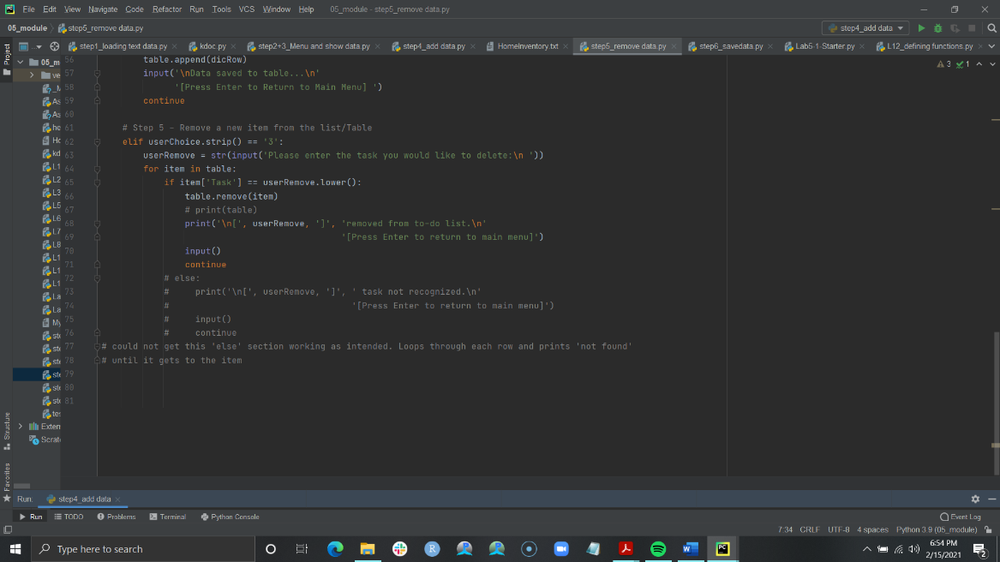 File Edit View Navigate Code Refactor Run Tools VCS Window Help 05_module - step5_remove data.py
05_module step5_remove data.py step4_add data
Project ... step1_loading text data.py kdoc.py step2+3_Menu and show data.py step4_add data.py HomeInventory.txt step5_remove data.py step6_savedata.py Lab5-1-Starter.py L12_defining functions.py
05_m 56 table.append(dicRow) 3 1
ve 57 input('\nData saved to table...\n'
58 '[Press Enter to Return to Main Menu] ')
As 59 continue
As 60
he 61 # Step 5 - Remove a new item from the list/Table
Ho 62 elif userChoice.strip() == '3':
kd 63 userRemove = str(input('Please enter the task you would like to delete:\n '))
L1 64 for item in table:
L2 65 if item['Task'] == userRemove.lower():
L3 66 table.remove(item)
L5 67 # print(table)
L6 68 print('\n[', userRemove, ']', 'removed from to-do list.\n'
L7 69 '[Press Enter to return to main menu]')
L8 70 input()
L1 71 continue
L1 72 # else:
L1 73 # print('\n[', userRemove, ']', ' task not recognized.\n'
La 74 # '[Press Enter to return to main menu]')
La 75 # input()
My 76 # continue
ste 77 # could not get this 'else' section working as intended. Loops through each row and prints 'not found'
ste 78 # until it gets to the item
ste 79
ste 80
ste 81
ste
te
Extern
Scrat
Structure
Favorites
Run: step4_add data
Run TODO Problems Terminal Python Console Event Log
7:34 CRLF UTF-8 4 spaces Python 3.9 (05_module)
Type here to search
R W PC
6:54 PM
2/15/2021
2